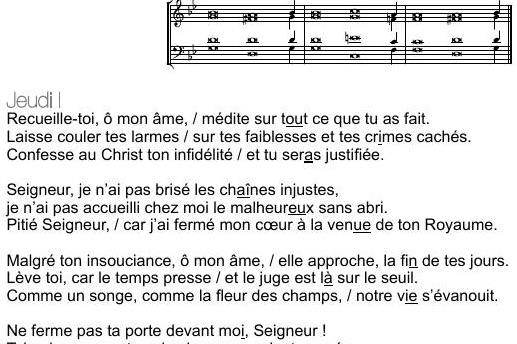 Jeudi I
Recueille-toi, ô mon âme, / médite sur tout ce que tu as fait.
Laisse couler tes larmes / sur tes faiblesses et tes crimes cachés.
Confesse au Christ ton infidélité / et tu seras justifiée.
Seigneur, je n’ai pas brisé les chaînes injustes,
je n’ai pas accueilli chez moi le malheureux sans abri.
Pitié Seigneur, / car j’ai fermé mon cœur à la venue de ton Royaume.
Malgré ton insouciance, ô mon âme, / elle approche, la fin de tes jours.
Lève toi, car le temps presse / et le juge est là sur le seuil.
Comme un songe, comme la fleur des champs, / notre vie s’évanouit.
Ne ferme pas ta porte devant moi, Seigneur !